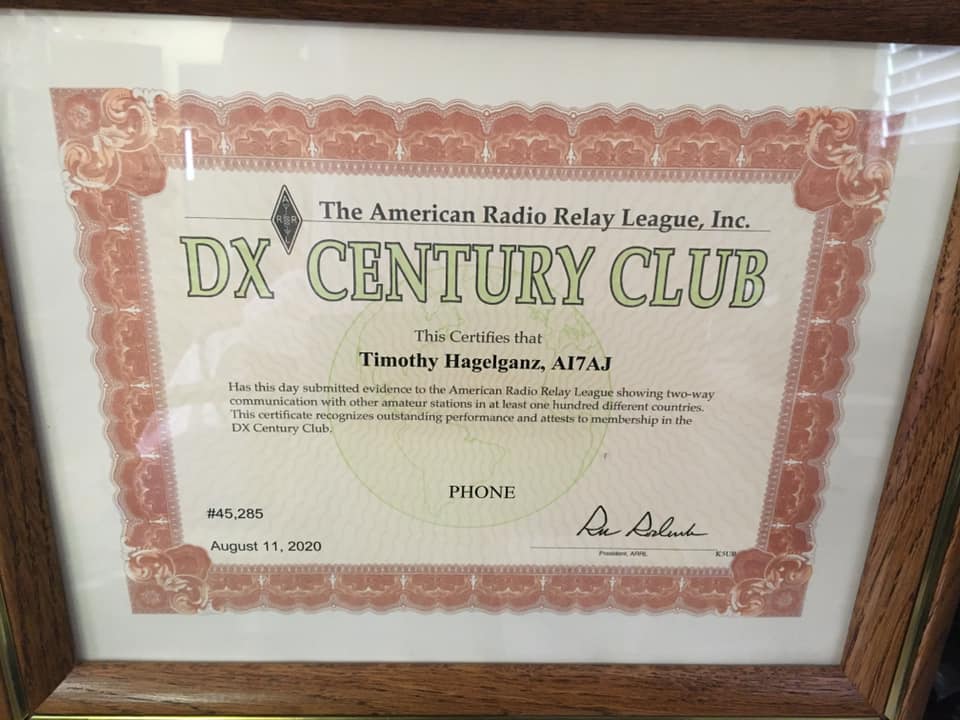 The American Radio Relay League, Inc.
DX CENTURY CLUB
This Certifies that
Timothy Hagelganz, AI7AJ
Has this day submitted evidence to the American Radio Relay League showing two-way
communication with other amateur stations in at least one hundred different countries.
This certificate recognizes outstanding performance and attests to membership in the
DX Century Club.
PHONE
#45,285
August 11, 2020
President, ARRL
K5UR